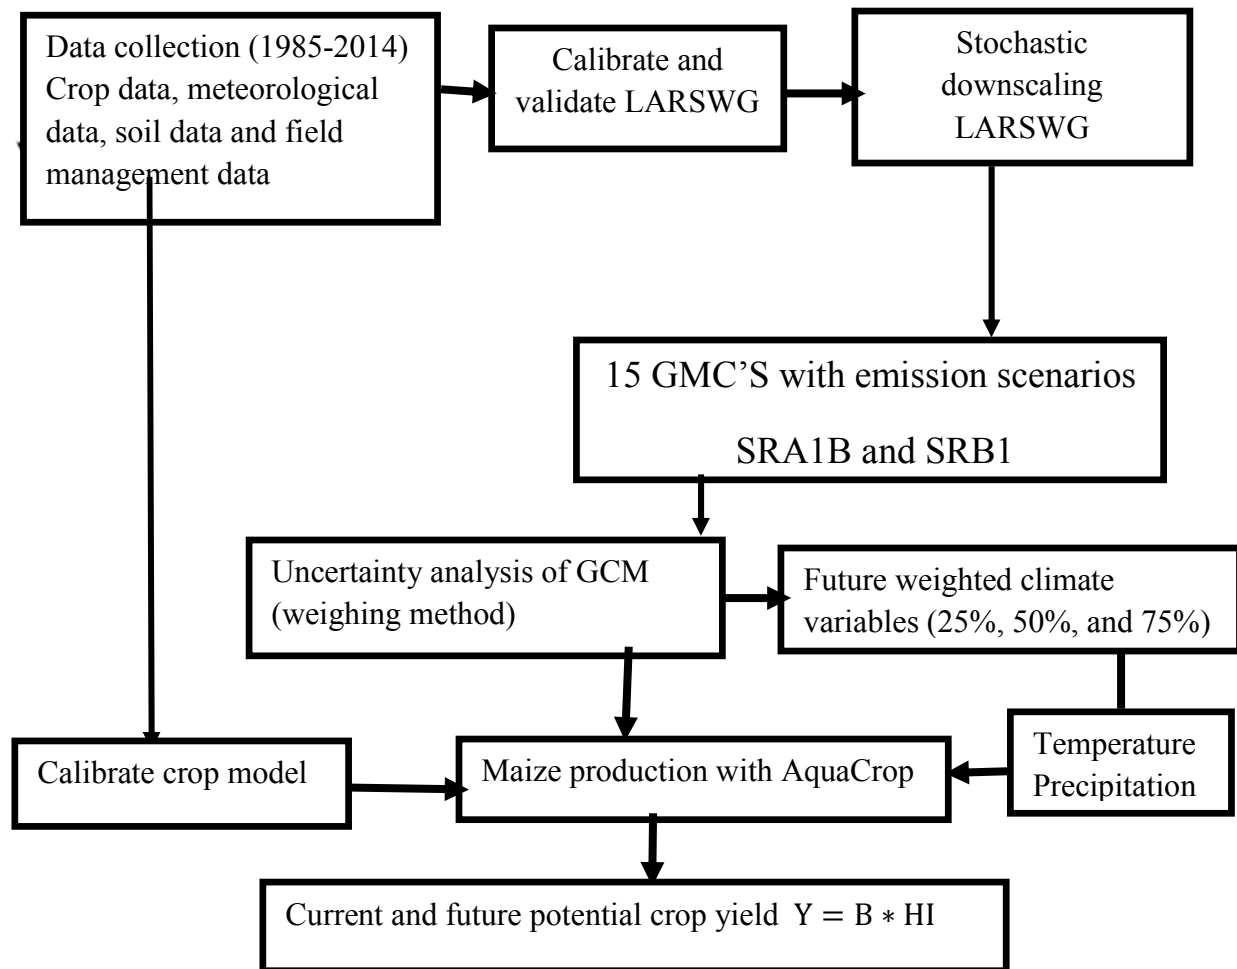 Data collection (1985-2014)
Crop data, meteorological
data, soil data and field
management data
Calibrate and
validate LARSWG
Stochastic
downscaling
LARSWG
15 GMC’S with emission scenarios
SRA1B and SRB1
Uncertainty analysis of GCM
(weighing method)
Future weighted climate
variables (25%, 50%, and 75%)
Calibrate crop model
Maize production with AquaCrop
Temperature
Precipitation
Current and future potential crop yield Y = B ∗ HI